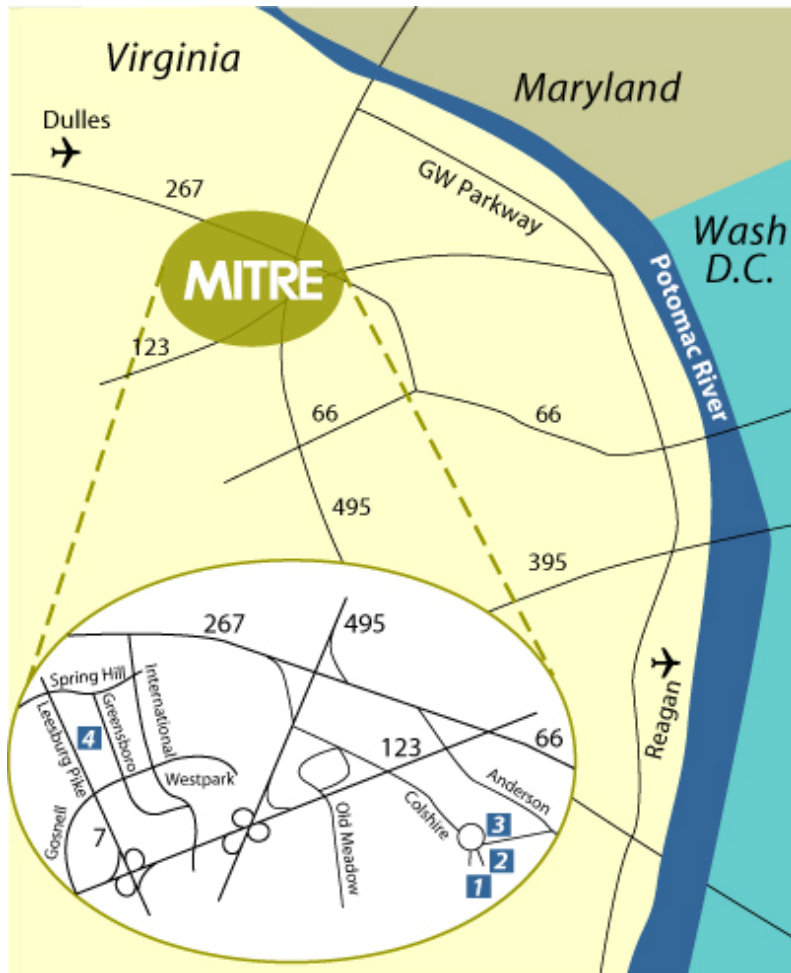 Virginia
Maryland
Dulles
267
GW Parkway
Wash
D.C.
MITRE
Potomac River
123
66
66
495
395
Reagan
267
495
Spring Hill
International
Leesburg Pike
Greensboro
4
123
66
Westpark
Gosnell
7
Old Meadow
Colshire
Anderson
3
2
1